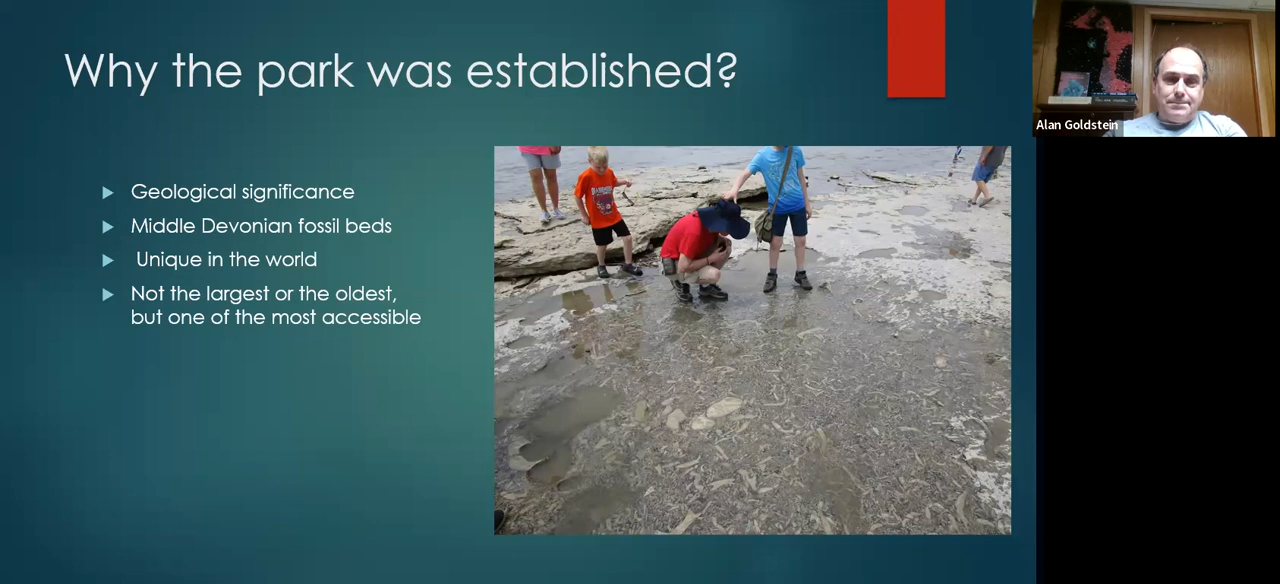 Why the park was established?
Geological significance
Middle Devonian fossil beds
Unique in the world
Not the largest or the oldest,
but one of the most accessible
Alan Goldstein